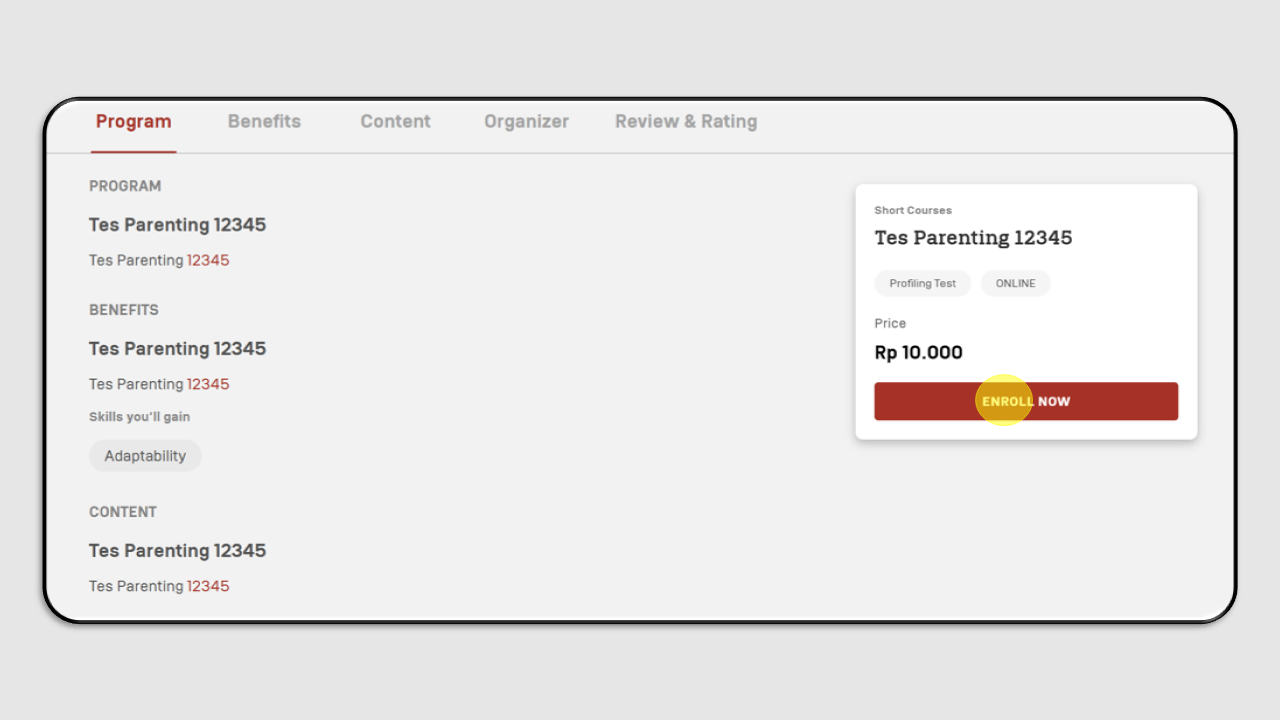 Program Benefits Content Organizer Review & Rating
PROGRAM
Tes Parenting 12345
Tes Parenting 12345
BENEFITS
Tes Parenting 12345
Tes Parenting 12345
Skills you'll gain
Adaptability
CONTENT
Tes Parenting 12345
Tes Parenting 12345
Short Courses
Tes Parenting 12345
Profiling Test ONLINE
Price
Rp 10.000
ENROLL NOW